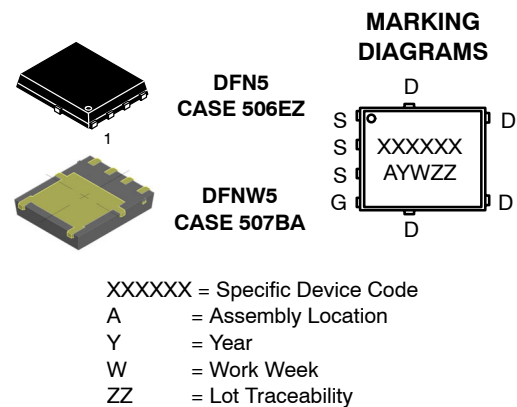 MARKING
DIAGRAMS
DFN5
CASE 506EZ
1
DFNW5
CASE 507BA
D
S
D
S
XXXXXX
S
AYWZZ
G
D
D
XXXXXX = Specific Device Code
A = Assembly Location
Y = Year
W = Work Week
ZZ = Lot Traceability